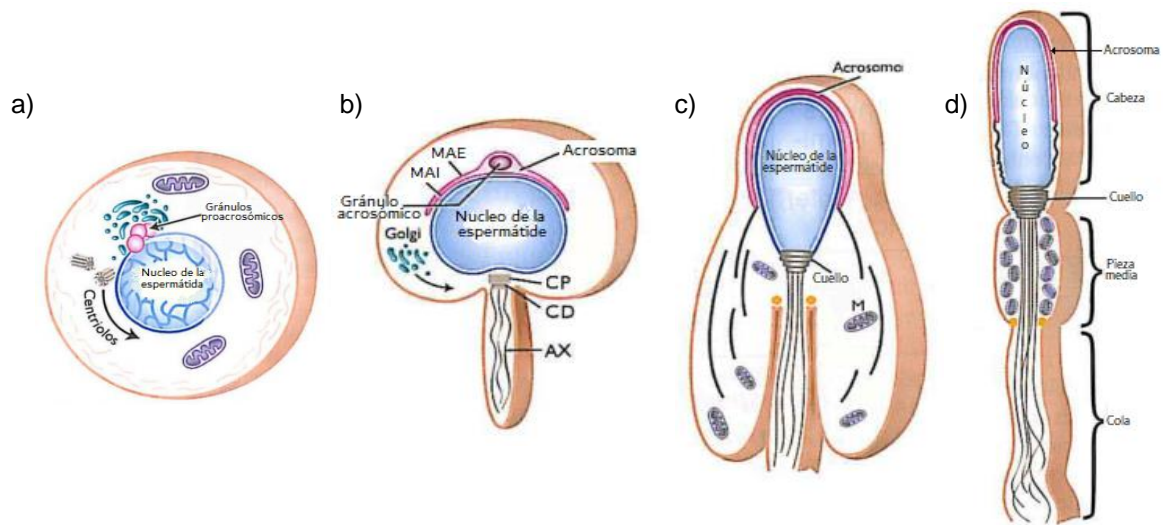 a)
Gránulos
proacrosómicos
Nucleo de la
espermátida
Centriolos
b)
MAE
MAI
Acrosoma
Gránulo
acrosómico
Golgi
Nucleo de la
espermátide
CP
CD
AX
c)
Acrosoma
Núcleo de la
espermátide
Cuello
M
d)
Núcleo
Acrosoma
Cabeza
Cuello
Pieza
media
Cola